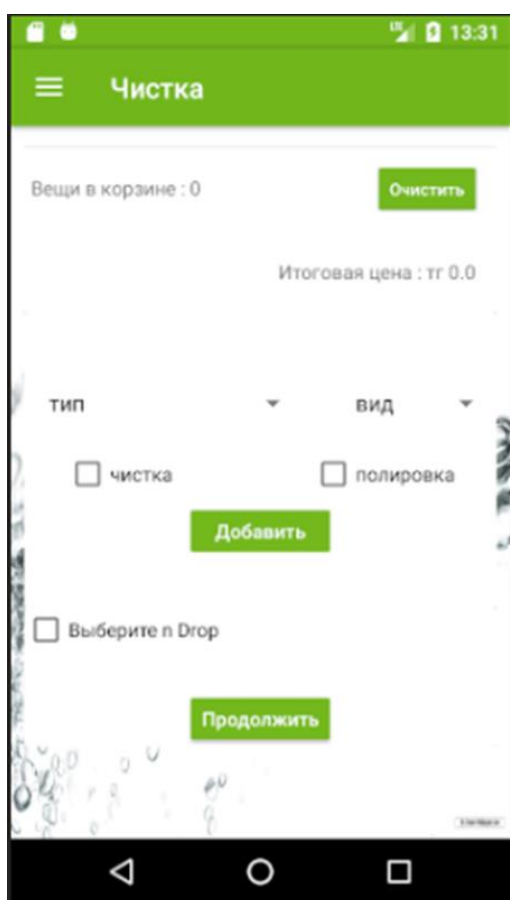 LTE 13:31
Чистка
Вещи в корзине : 0 Очистить
Итоговая цена : тг 0.0
тип вид
чистка полировка
Добавить
Выберите n Drop
Продолжить